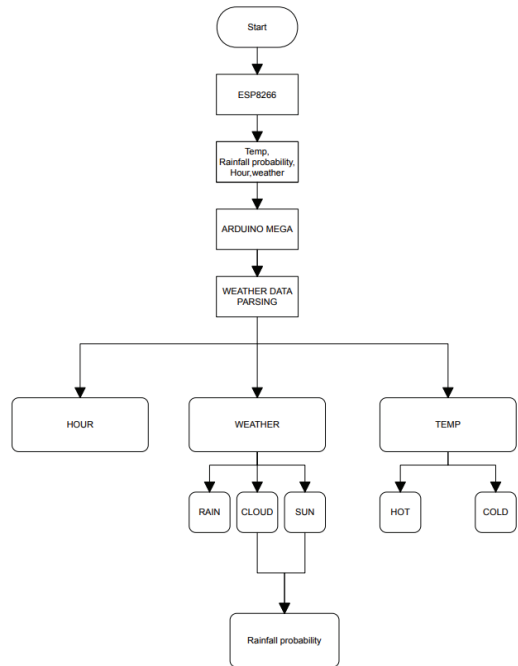 Start
ESP8266
Temp,
Rainfall probability,
Hour,weather
ARDUINO MEGA
WEATHER DATA
PARSING
HOUR
WEATHER
TEMP
RAIN
CLOUD
SUN
HOT
COLD
Rainfall probability